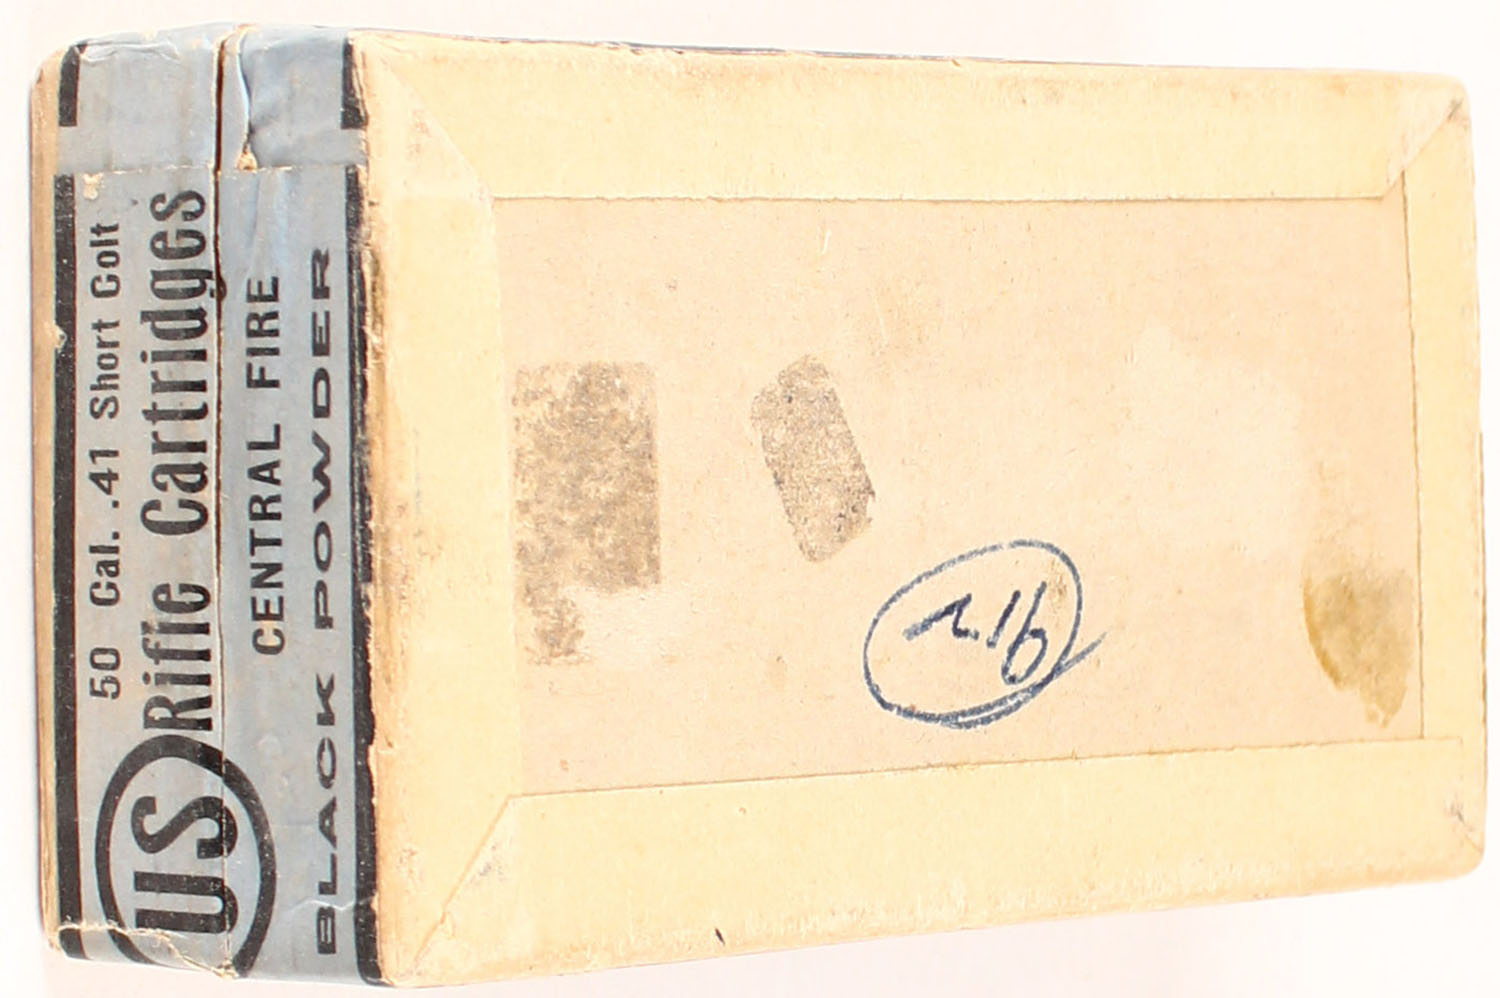 50 Cal. .41 Short Colt
US Rifle Cartridges
CENTRAL FIRE
BLACK POWDER